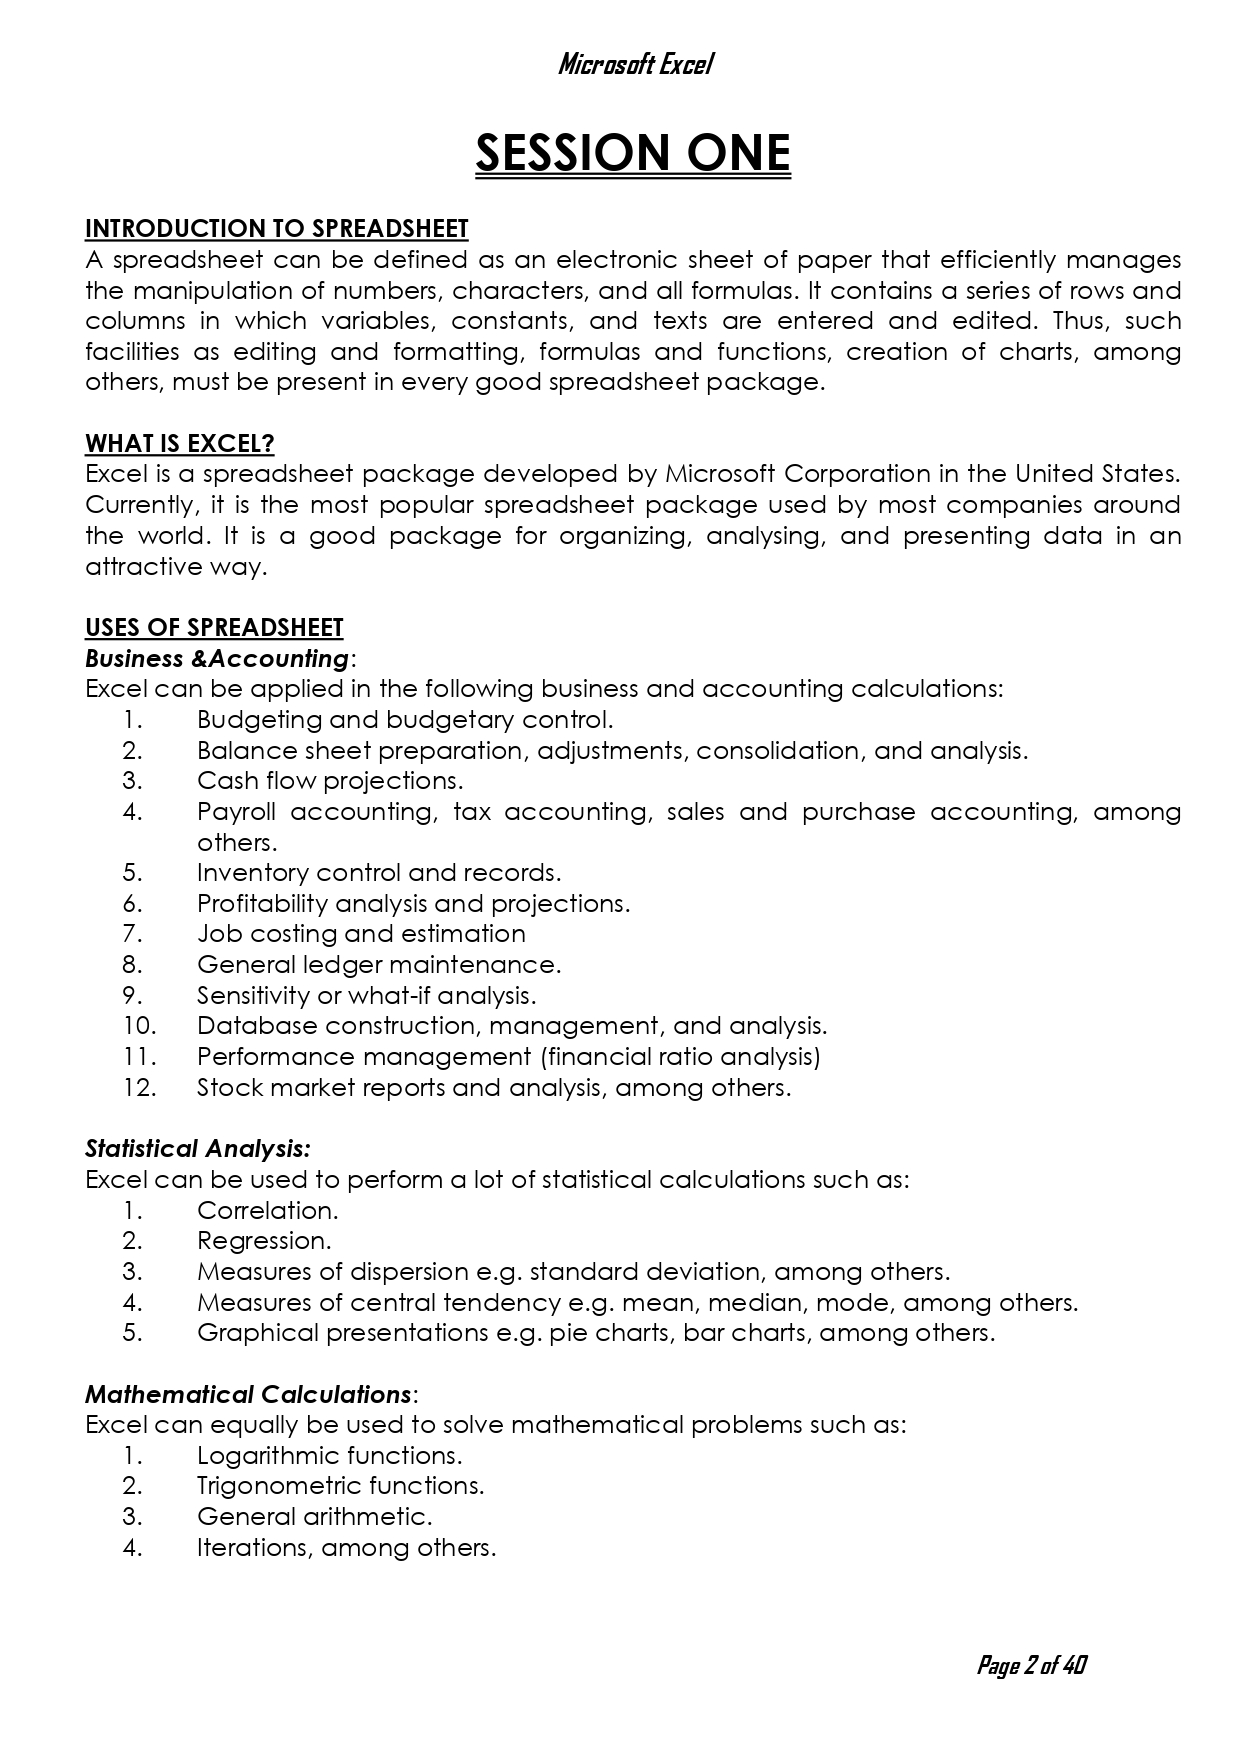 Microsoft Excel
SESSION ONE
INTRODUCTION TO SPREADSHEET
A spreadsheet can be defined as an electronic sheet of paper that efficiently manages
the manipulation of numbers, characters, and all formulas. It contains a series of rows and
columns in which variables, constants, and texts are entered and edited. Thus, such
facilities as editing and formatting, formulas and functions, creation of charts, among
others, must be present in every good spreadsheet package.
WHAT IS EXCEL?
Excel is a spreadsheet package developed by Microsoft Corporation in the United States.
Currently, it is the most popular spreadsheet package used by most companies around
the world. It is a good package for organizing, analysing, and presenting data in an
attractive way.
USES OF SPREADSHEET
Business &Accounting:
Excel can be applied in the following business and accounting calculations:
1. Budgeting and budgetary control.
2. Balance sheet preparation, adjustments, consolidation, and analysis.
3. Cash flow projections.
4. Payroll accounting, tax accounting, sales and purchase accounting, among
others.
5. Inventory control and records.
6. Profitability analysis and projections.
7. Job costing and estimation
8. General ledger maintenance.
9. Sensitivity or what-if analysis.
10. Database construction, management, and analysis.
11. Performance management (financial ratio analysis)
12. Stock market reports and analysis, among others.
Statistical Analysis:
Excel can be used to perform a lot of statistical calculations such as:
1. Correlation.
2. Regression.
3. Measures of dispersion e.g. standard deviation, among others.
4. Measures of central tendency e.g. mean, median, mode, among others.
5. Graphical presentations e.g. pie charts, bar charts, among others.
Mathematical Calculations:
Excel can equally be used to solve mathematical problems such as:
1. Logarithmic functions.
2. Trigonometric functions.
3. General arithmetic.
4. Iterations, among others.
Page 2 of 40